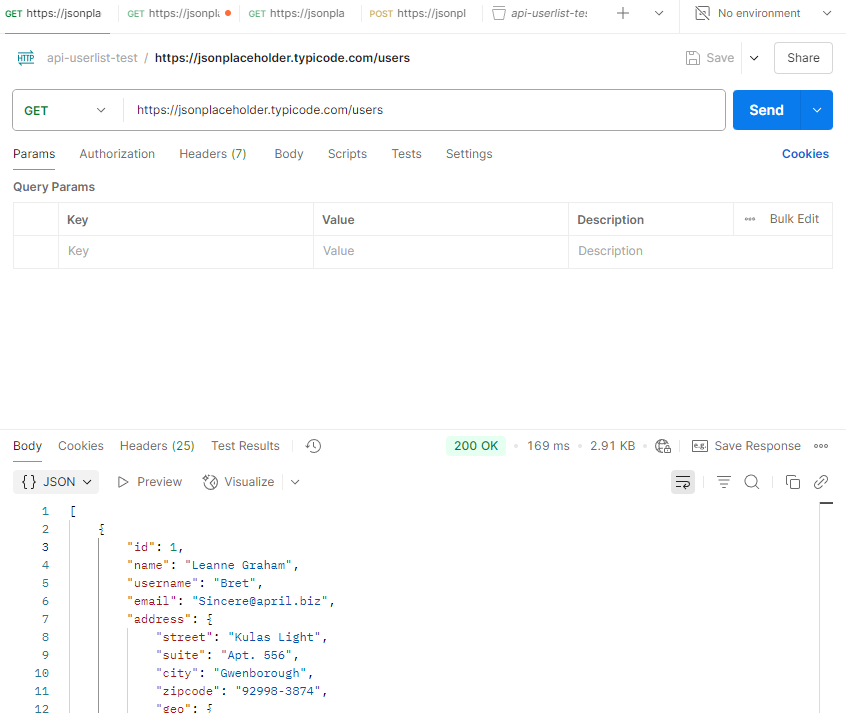 GET https://jsonpla GET https://jsonpl GET https://jsonpla POST https://jsonpl api-userlist-tes No environment
HTTP api-userlist-test / https://jsonplaceholder.typicode.com/users Save Share
GET https://jsonplaceholder.typicode.com/users Send
Params Authorization Headers (7) Body Scripts Tests Settings Cookies
Query Params
Key Value Description Bulk Edit
Key Value Description
Body Cookies Headers (25) Test Results 200 OK 169 ms 2.91 KB e.g. Save Response
{} JSON Preview Visualize
1 [
2 {
3 "id": 1,
4 "name": "Leanne Graham",
5 "username": "Bret",
6 "email": "Sincere@april.biz",
7 "address": {
8 "street": "Kulas Light",
9 "suite": "Apt. 556",
10 "city": "Gwenborough",
11 "zipcode": "92998-3874",
12 "geo": {